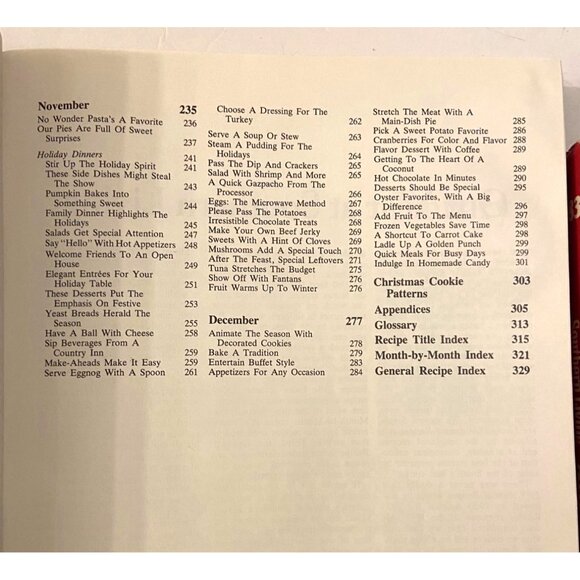 November 235
No Wonder Pasta's A Favorite 236
Our Pies Are Full Of Sweet
Surprises 237
Holiday Dinners 241
Stir Up The Holiday Spirit 241
These Side Dishes Might Steal
The Show 243
Pumpkin Bakes Into
Something Sweet 244
Family Dinner Highlights The
Holidays 245
Salads Get Special Attention 247
Say "Hello" With Hot Appetizers 248
Welcome Friends To An Open
House 249
Elegant Entrées For Your
Holiday Table 251
These Desserts Put The
Emphasis on Festive 253
Yeast Breads Herald The
Season 255
Have A Ball With Cheese 258
Sip Beverages From A
Country Inn 259
Make-Aheads Make It Easy 259
Serve Eggnog With A Spoon 261
Choose A Dressing For The
Turkey 262
Serve A Soup Or Stew 263
Steam A Pudding For The
Holidays 264
Pass The Dip And Crackers 265
Salad With Shrimp And More 265
A Quick Gazpacho From The
Processor 266
Eggs: The Microwave Method 267
Please Pass The Potatoes 268
Irresistible Chocolate Treats 268
Make Your Own Beef Jerky 269
Sweets With A Hint Of Cloves 269
Mushrooms Add A Special Touch 270
After The Feast, Special Leftovers 271
Tuna Stretches The Budget 275
Show Off With Fantans 276
Fruit Warms Up To Winter 276
December 277
Animate The Season With
Decorated Cookies 278
Bake A Tradition 279
Entertain Buffet Style 283
Appetizers For Any Occasion 284
Stretch The Meat With A
Main-Dish Pie 285
Pick A Sweet Potato Favorite 286
Cranberries For Color And Flavor 288
Flavor Dessert With Coffee 289
Getting To The Heart Of A
Coconut 289
Hot Chocolate In Minutes 290
Desserts Should Be Special 295
Oyster Favorites, With A Big
Difference 296
Add Fruit To The Menu 297
Frozen Vegetables Save Time 298
A Shortcut To Carrot Cake 298
Ladle Up A Golden Punch 299
Quick Meals For Busy Days 299
Indulge In Homemade Candy 301
Christmas Cookie
Patterns 303
Appendices 305
Glossary 313
Recipe Title Index 315
Month-by-Month Index 321
General Recipe Index 329